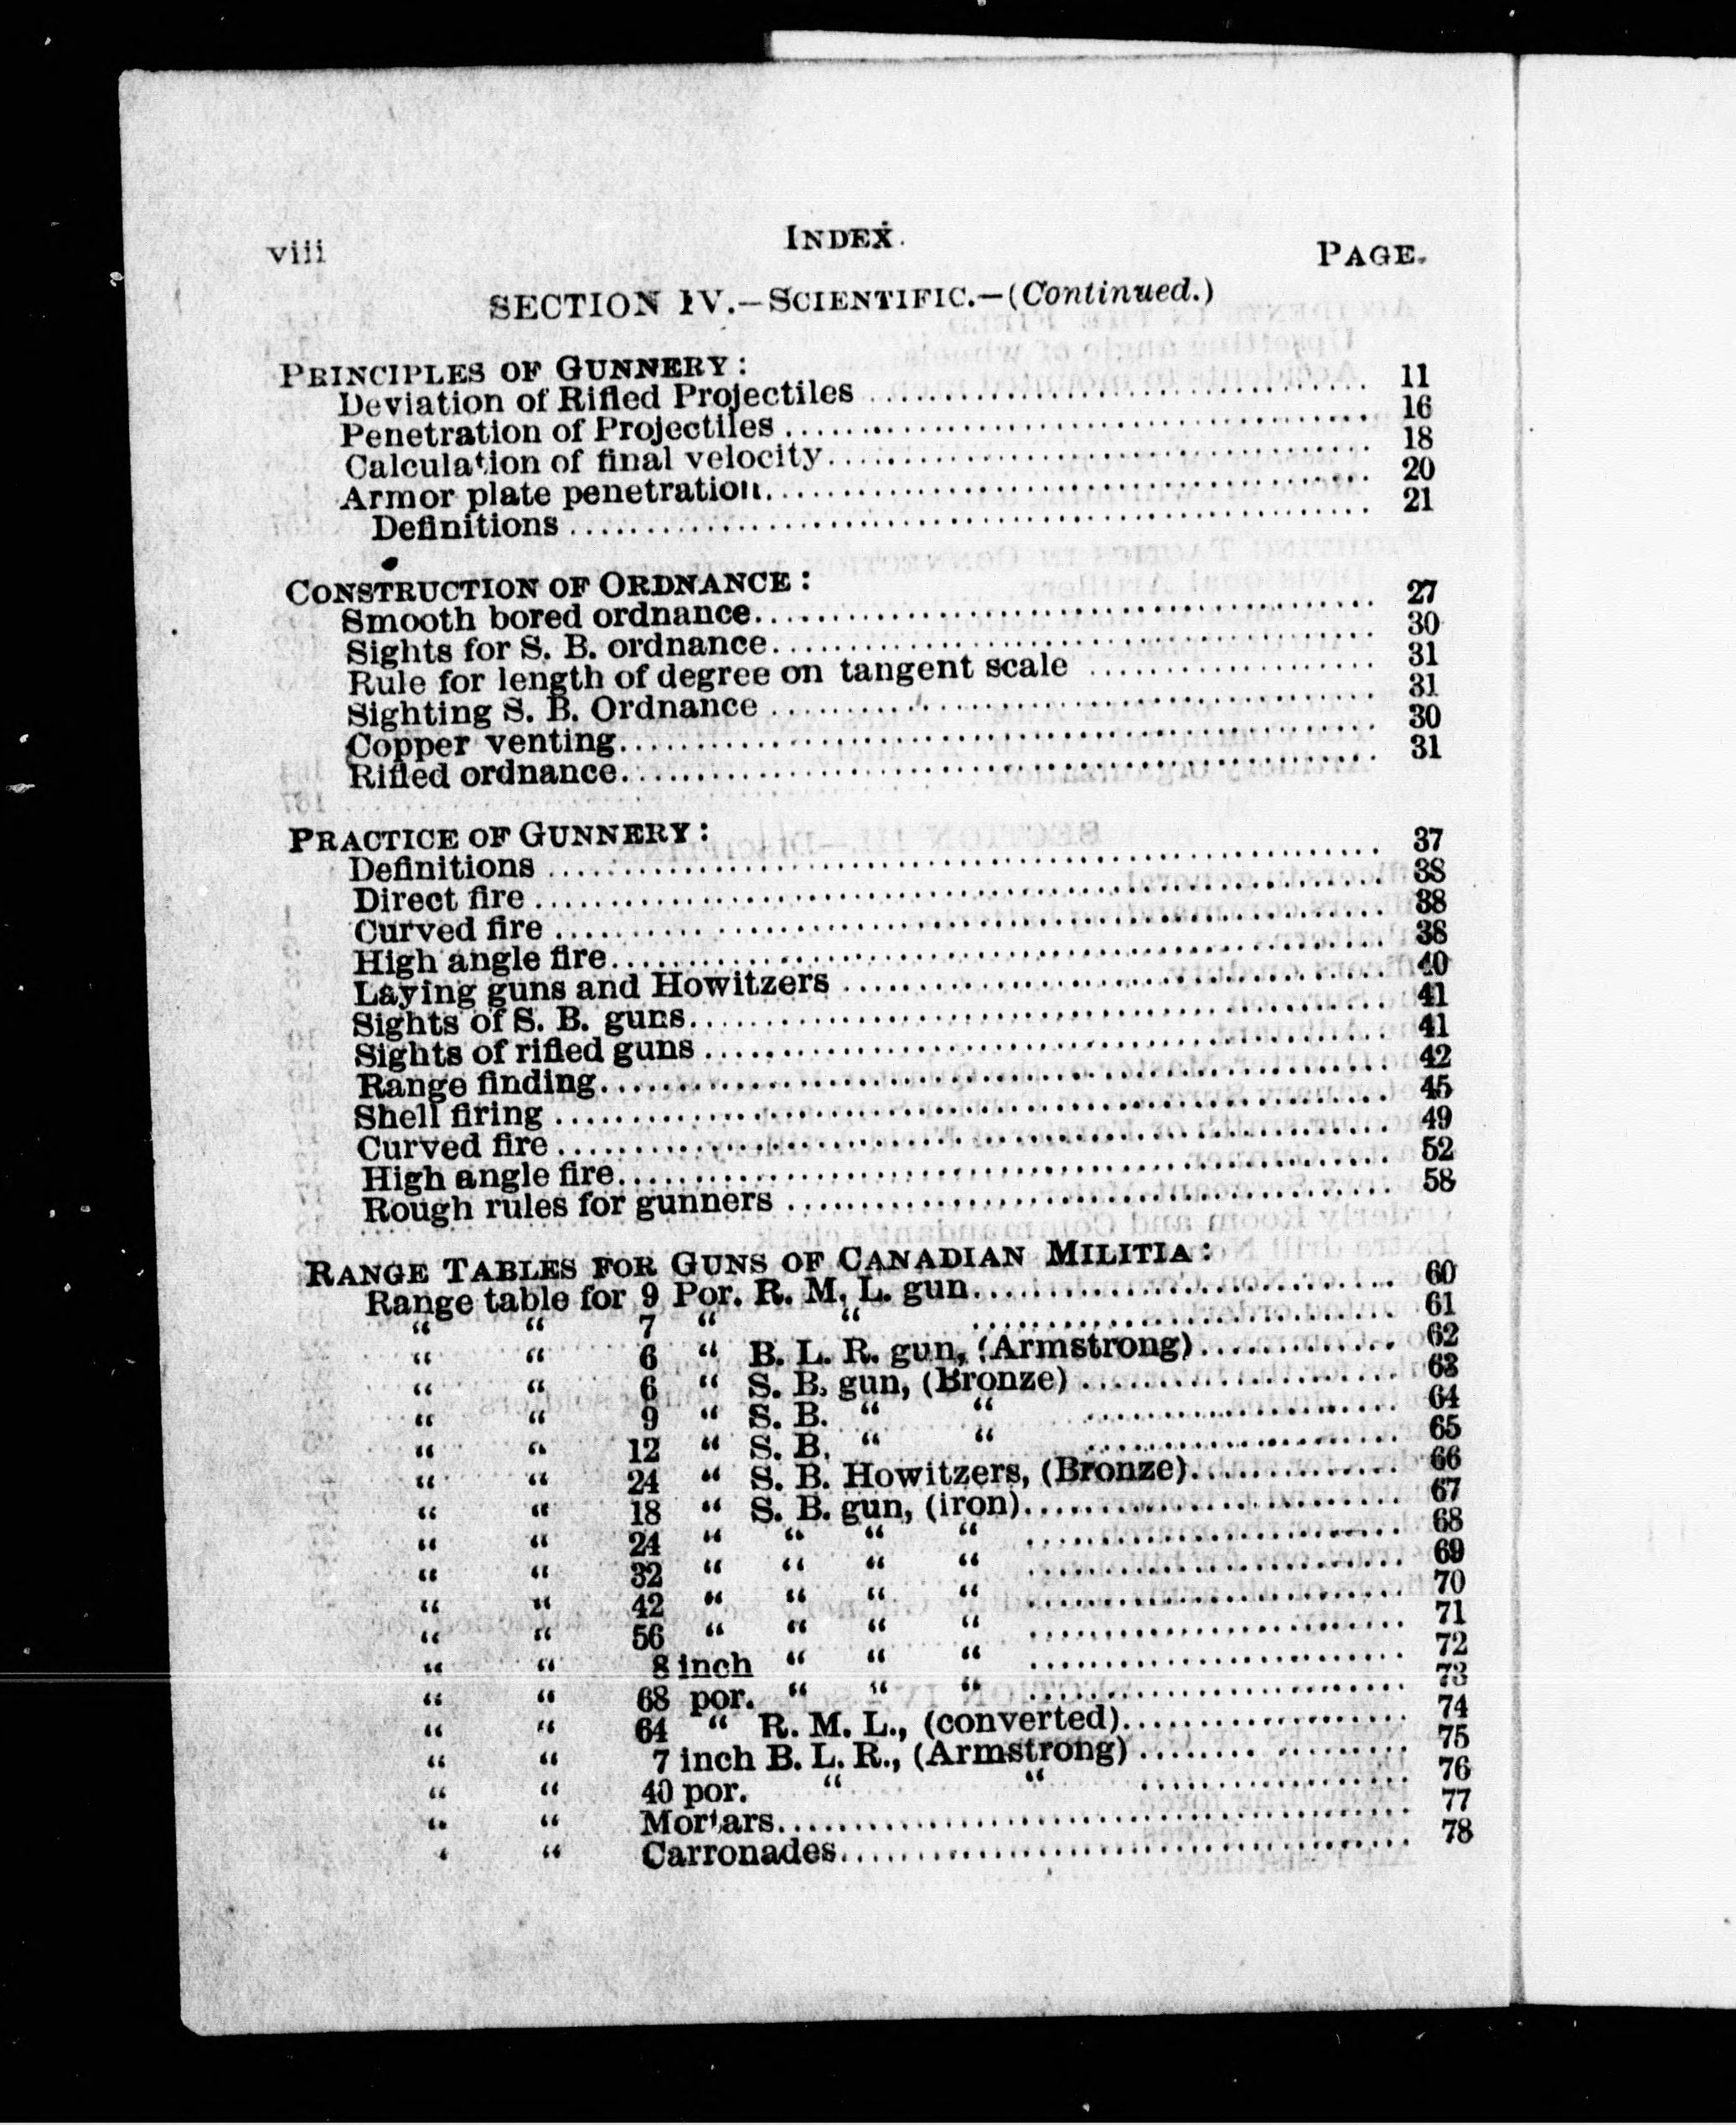 viii INDEX. PAGE.
SECTION IV.—SCIENTIFIC.—(Continued.)
PRINCIPLES OF GUNNERY:
Deviation of Rifled Projectiles .......... 11
Penetration of Projectiles .......... 16
Calculation of final velocity .......... 18
Armor plate penetration .......... 20
Definitions .......... 21
CONSTRUCTION OF ORDNANCE:
Smooth bored ordnance .......... 27
Sights for S. B. ordnance .......... 30
Rule for length of degree on tangent scale .......... 31
Sighting S. B. Ordnance .......... 31
Copper venting .......... 30
Rifled ordnance .......... 31
PRACTICE OF GUNNERY:
Definitions .......... 37
Direct fire .......... 38
Curved fire .......... 38
High angle fire .......... 38
Laying guns and Howitzers .......... 40
Sights of S. B. guns .......... 41
Sights of rifled guns .......... 41
Range finding .......... 42
Shell firing .......... 45
Curved fire .......... 49
High angle fire .......... 52
Rough rules for gunners .......... 58
RANGE TABLES FOR GUNS OF CANADIAN MILITIA:
Range table for 9 Por. R. M. L. gun .......... 60
“ “ 7 “ “ .......... 61
“ “ 6 “ B. L. R. gun, (Armstrong) .......... 62
“ “ 6 “ S. B. gun, (Bronze) .......... 63
“ “ 9 “ S. B. “ “ .......... 64
“ “ 12 “ S. B. “ “ .......... 65
“ “ 24 “ S. B. Howitzers, (Bronze) .......... 66
“ “ 18 “ S. B. gun, (iron) .......... 67
“ “ 24 “ “ “ “ .......... 68
“ “ 32 “ “ “ “ .......... 69
“ “ 42 “ “ “ “ .......... 70
“ “ 56 “ “ “ “ .......... 71
“ “ 8 inch “ “ “ .......... 72
“ “ 68 por. “ “ “ .......... 73
“ “ 64 “ R. M. L., (converted) .......... 74
“ “ 7 inch B. L. R., (Armstrong) .......... 75
“ “ 40 por. “ “ .......... 76
“ “ Mortars .......... 77
“ “ Carronades .......... 78